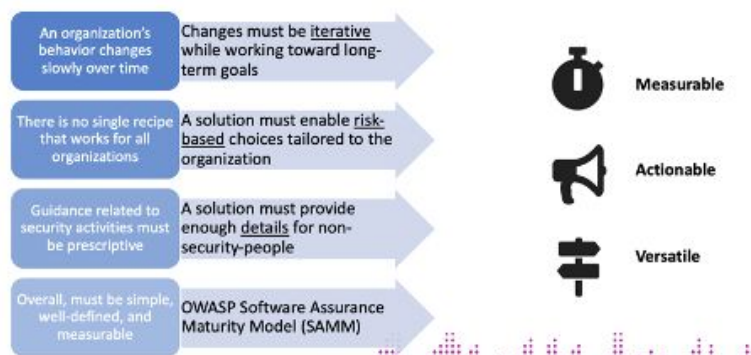 An organization's
behavior changes
slowly over time
Changes must be iterative
while working toward long-
term goals
There is no single recipe
that works for all
organizations
A solution must enable risk-
based choices tailored to the
organization
Guidance related to
security activities must
be prescriptive
A solution must provide
enough details for non-
security-people
Overall, must be simple,
well-defined, and
measurable
OWASP Software Assurance
Maturity Model (SAMM)
Measurable
Actionable
Versatile